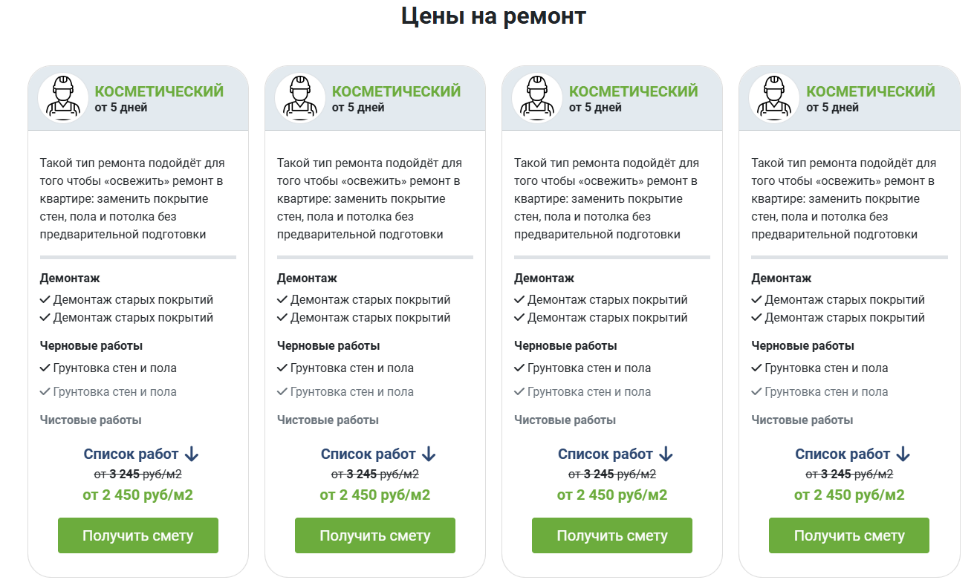 Цены на ремонт
КОСМЕТИЧЕСКИЙ
от 5 дней
Такой тип ремонта подойдёт для
того чтобы «освежить» ремонт в
квартире: заменить покрытие
стен, пола и потолка без
предварительной подготовки
Демонтаж
Демонтаж старых покрытий
Демонтаж старых покрытий
Черновые работы
Грунтовка стен и пола
Грунтовка стен и пола
Чистовые работы
Список работ
от 3 245 руб/м2
от 2 450 руб/м2
Получить смету
КОСМЕТИЧЕСКИЙ
от 5 дней
Такой тип ремонта подойдёт для
того чтобы «освежить» ремонт в
квартире: заменить покрытие
стен, пола и потолка без
предварительной подготовки
Демонтаж
Демонтаж старых покрытий
Демонтаж старых покрытий
Черновые работы
Грунтовка стен и пола
Грунтовка стен и пола
Чистовые работы
Список работ
от 3 245 руб/м2
от 2 450 руб/м2
Получить смету
КОСМЕТИЧЕСКИЙ
от 5 дней
Такой тип ремонта подойдёт для
того чтобы «освежить» ремонт в
квартире: заменить покрытие
стен, пола и потолка без
предварительной подготовки
Демонтаж
Демонтаж старых покрытий
Демонтаж старых покрытий
Черновые работы
Грунтовка стен и пола
Грунтовка стен и пола
Чистовые работы
Список работ
от 3 245 руб/м2
от 2 450 руб/м2
Получить смету
КОСМЕТИЧЕСКИЙ
от 5 дней
Такой тип ремонта подойдёт для
того чтобы «освежить» ремонт в
квартире: заменить покрытие
стен, пола и потолка без
предварительной подготовки
Демонтаж
Демонтаж старых покрытий
Демонтаж старых покрытий
Черновые работы
Грунтовка стен и пола
Грунтовка стен и пола
Чистовые работы
Список работ
от 3 245 руб/м2
от 2 450 руб/м2
Получить смету